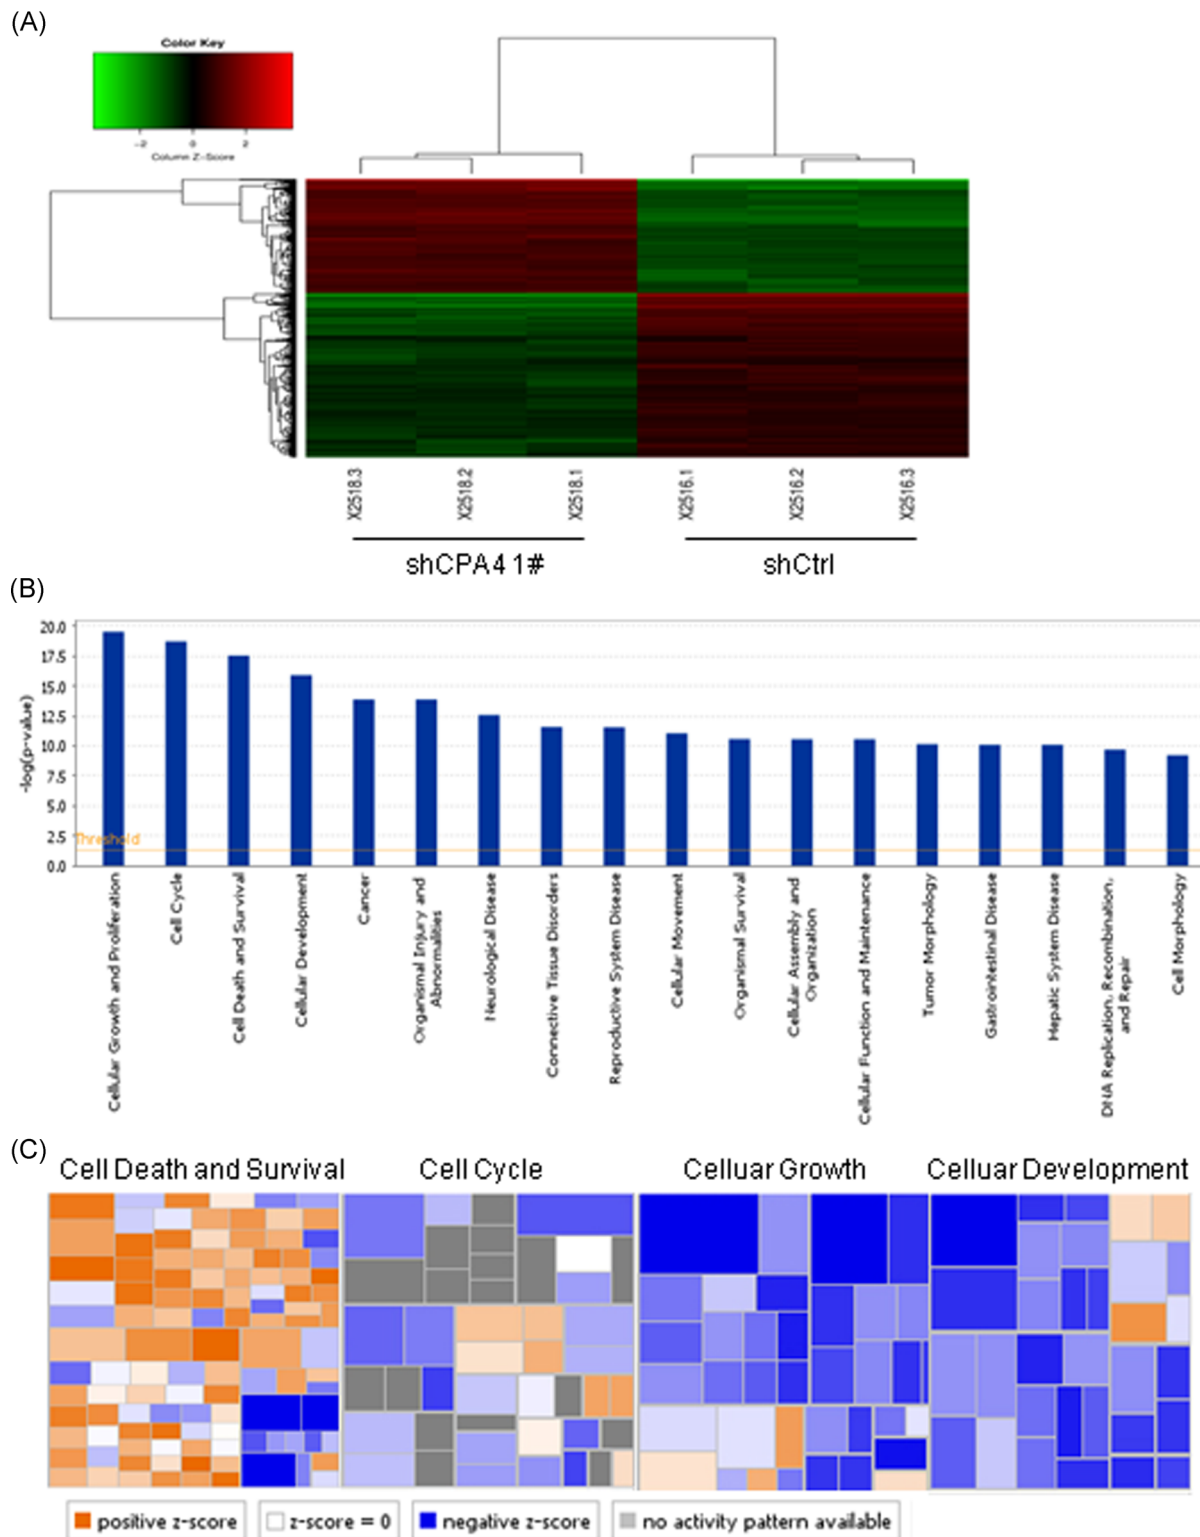 (A)
Color Key
-2 0 2
Column Z-Score
X2518.3
X2518.2
X2518.1
X2516.1
X2516.2
X2516.3
shCPA4 1#
shCtrl
(B)
20.0
17.5
15.0
12.5
10.0
7.5
5.0
2.5
0.0
-log(p-value)
Threshold
Cellular Growth and Proliferation
Cell Cycle
Cell Death and Survival
Cellular Development
Cancer
Organismal Injury and
Abnormalities
Neurological Disease
Connective Tissue Disorders
Reproductive System Disease
Cellular Movement
Organismal Survival
Cellular Assembly and
Organization
Cellular Function and Maintenance
Tumor Morphology
Gastrointestinal Disease
Hepatic System Disease
DNA Replication, Recombination,
and Repair
Cell Morphology
(C)
Cell Death and Survival
Cell Cycle
Celluar Growth
Celluar Development
positive z-score
z-score = 0
negative z-score
no activity pattern available